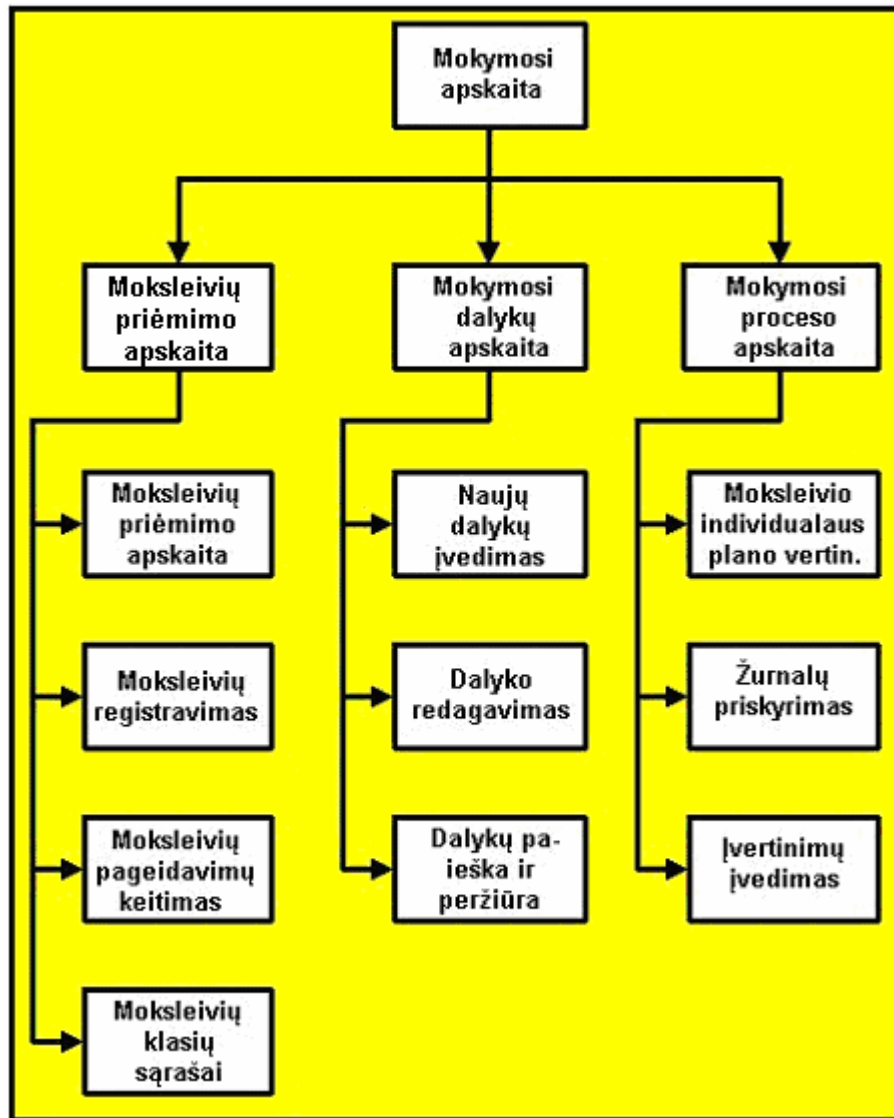 Mokymosi
apskaita
Moksleivių
priėmimo
apskaita
Mokymosi
dalykų
apskaita
Mokymosi
proceso
apskaita
Moksleivių
priėmimo
apskaita
Naujų
dalykų
įvedimas
Moksleivio
individualaus
plano vertin.
Moksleivių
registravimas
Dalyko
redagavimas
Žurnalų
priskyrimas
Moksleivių
pageidavimų
keitimas
Dalykų pa-
ieška ir
peržiūra
Įvertinimų
įvedimas
Moksleivių
klasių
sąrašai